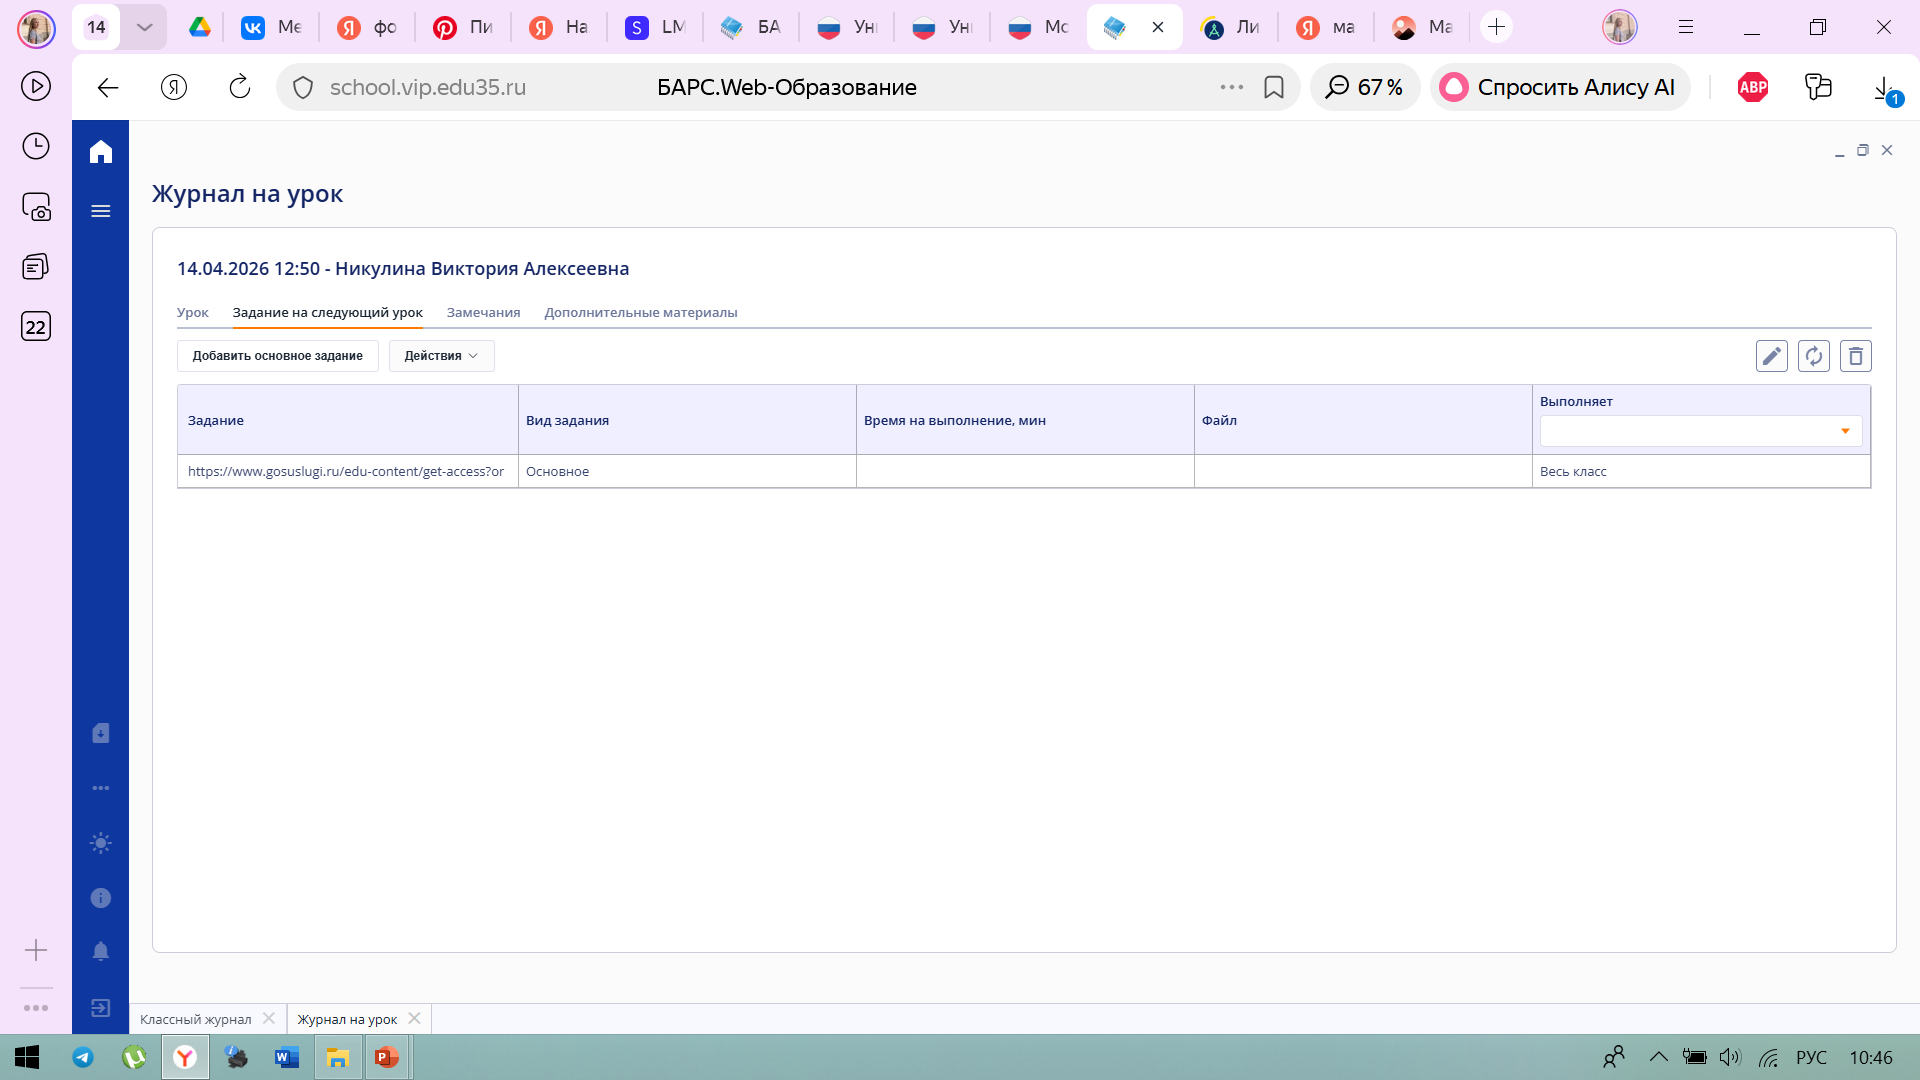 14
Ме
фо
Пи
На
LM
БА
Уні
Уні
Мо
Ли
ма
Ма
school.vip.edu35.ru
БАРС.Web-Образование
67 %
Спросить Алису AI
ABP
1
22
Журнал на урок
14.04.2026 12:50 - Никулина Виктория Алексеевна
Урок
Задание на следующий урок
Замечания
Дополнительные материалы
Добавить основное задание
Действия
Задание
Вид задания
Время на выполнение, мин
Файл
Выполняет
https://www.gosuslugi.ru/edu-content/get-access?or
Основное
Весь класс
Классный журнал
Журнал на урок
РУС
10:46